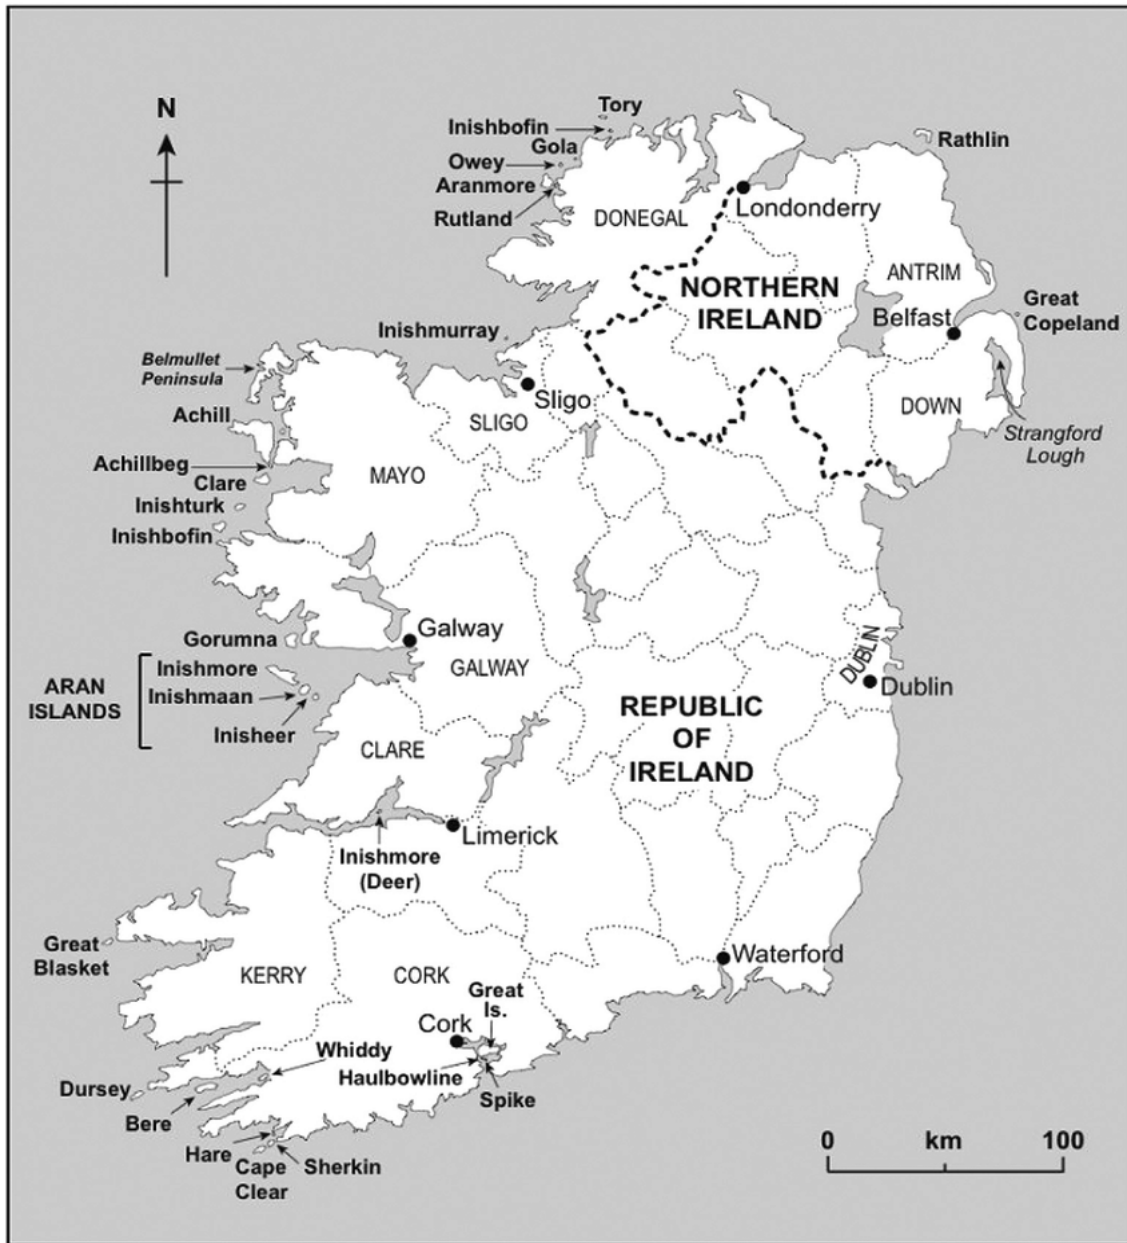 N
Tory
Inishbofin
Gola
Owey
Aranmore
Rutland
Rathlin
DONEGAL
Londonderry
ANTRIM
NORTHERN
IRELAND
Belfast
Great
Copeland
Inishmurray
Belmullet
Peninsula
Sligo
SLIGO
DOWN
Strangford
Lough
Achill
MAYO
Achillbeg
Clare
Inishturk
Inishbofin
Gorumna
Galway
GALWAY
ARAN
ISLANDS
Inishmore
Inishmaan
Inisheer
DUBLIN
Dublin
REPUBLIC
OF
IRELAND
CLARE
Limerick
Inishmore
(Deer)
Great
Blasket
KERRY
CORK
Waterford
Great
Is.
Cork
Whiddy
Haulbowline
Spike
Dursey
Bere
Hare
Cape
Clear
Sherkin
0 km 100